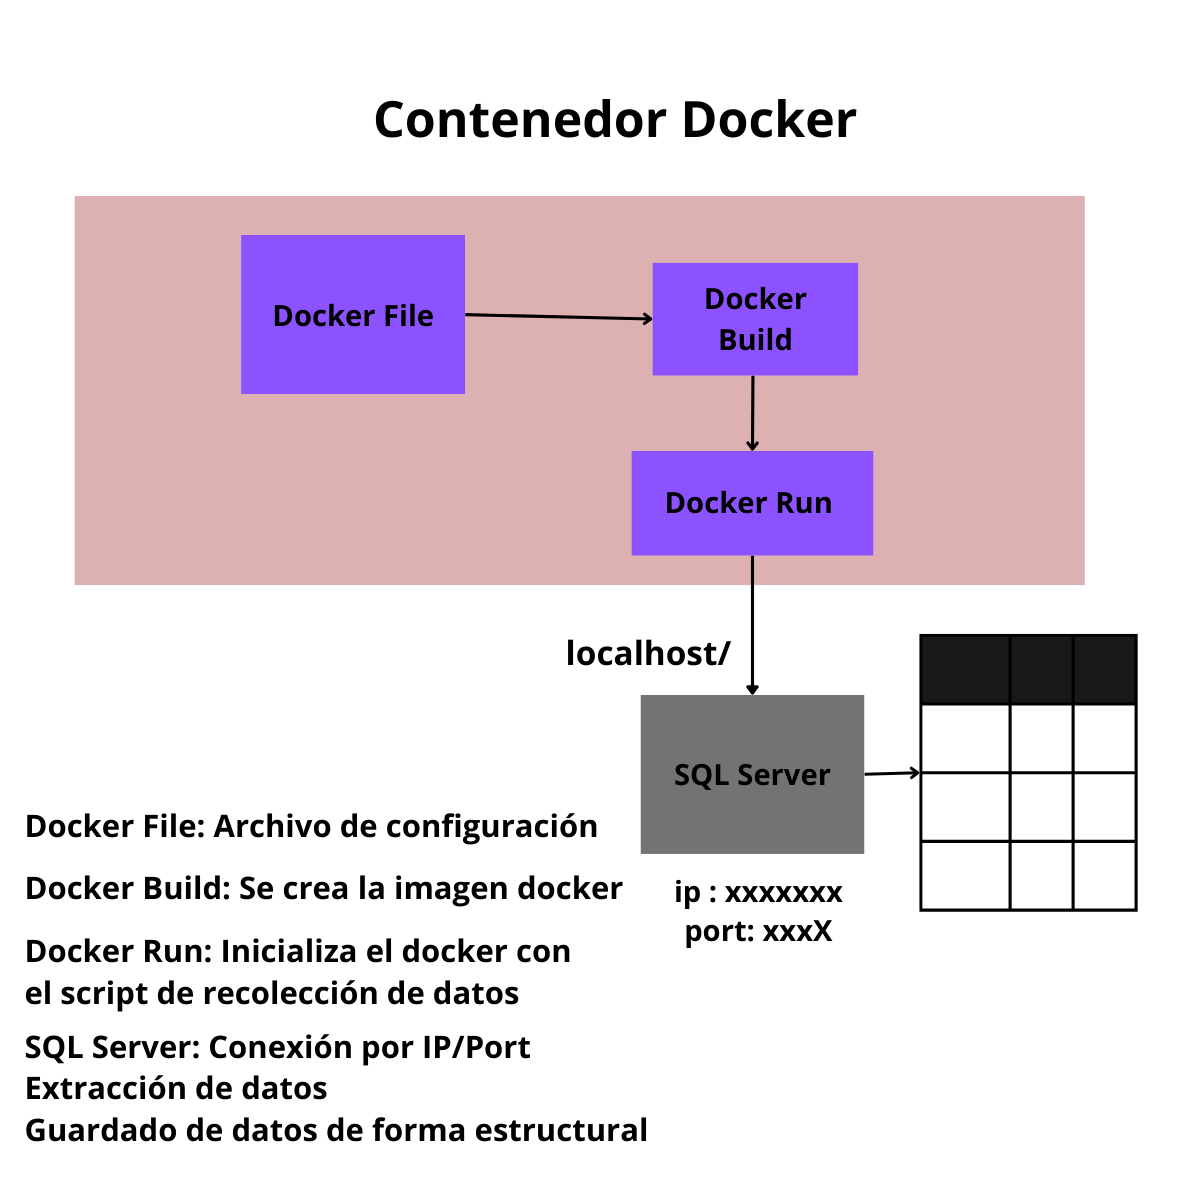 Contenedor Docker
Docker File
Docker
Build
Docker Run
localhost/
SQL Server
ip : xxxxxxx
port: xxxX
Docker File: Archivo de configuración
Docker Build: Se crea la imagen docker
Docker Run: Inicializa el docker con
el script de recolección de datos
SQL Server: Conexión por IP/Port
Extracción de datos
Guardado de datos de forma estructural